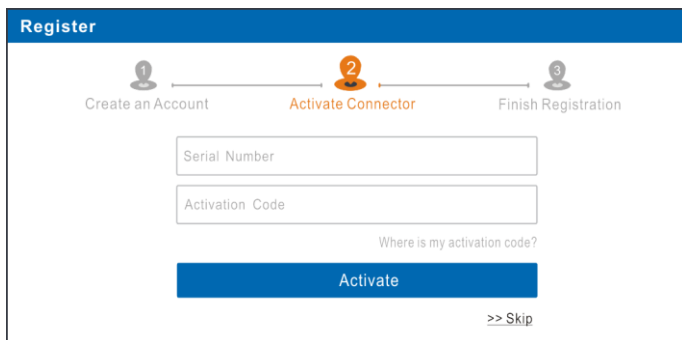 Register
1 2 3
Create an Account Activate Connector Finish Registration
Serial Number
Activation Code
Where is my activation code?
Activate
>> Skip